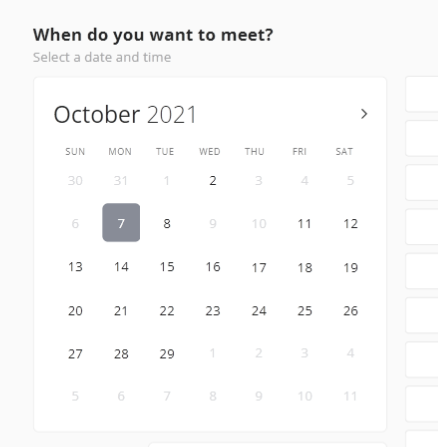 When do you want to meet?
Select a date and time
October 2021
SUN MON TUE WED THU FRI SAT
30 31 1 2 3 4 5
6 7 8 9 10 11 12
13 14 15 16 17 18 19
20 21 22 23 24 25 26
27 28 29 1 2 3 4
5 6 7 8 9 10 11